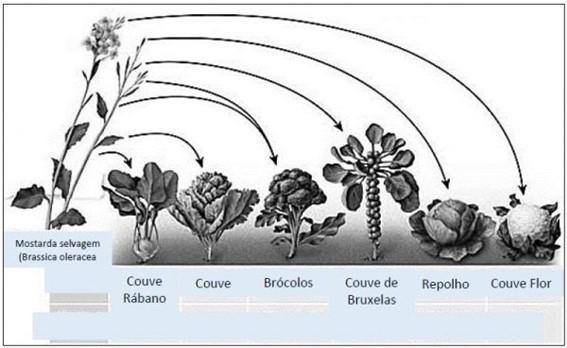 Mostarda selvagem
(Brassica oleracea
Couve
Rábano
Couve
Brócolos
Couve de
Bruxelas
Repolho
Couve Flor